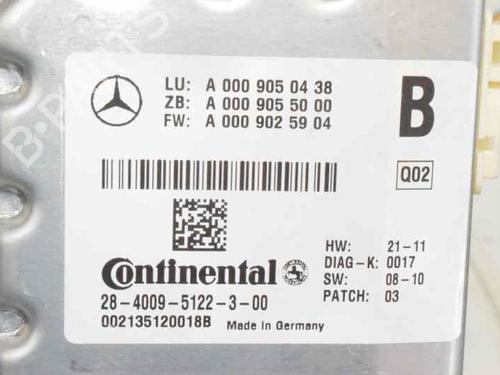 LU: A 000 905 04 38
ZB: A 000 905 50 00
FW: A 000 902 59 04
B
Q02
Continental
28-4009-5122-3-00
002135120018B Made in Germany
HW: 21-11
DIAG-K: 0017
SW: 08-10
PATCH: 03